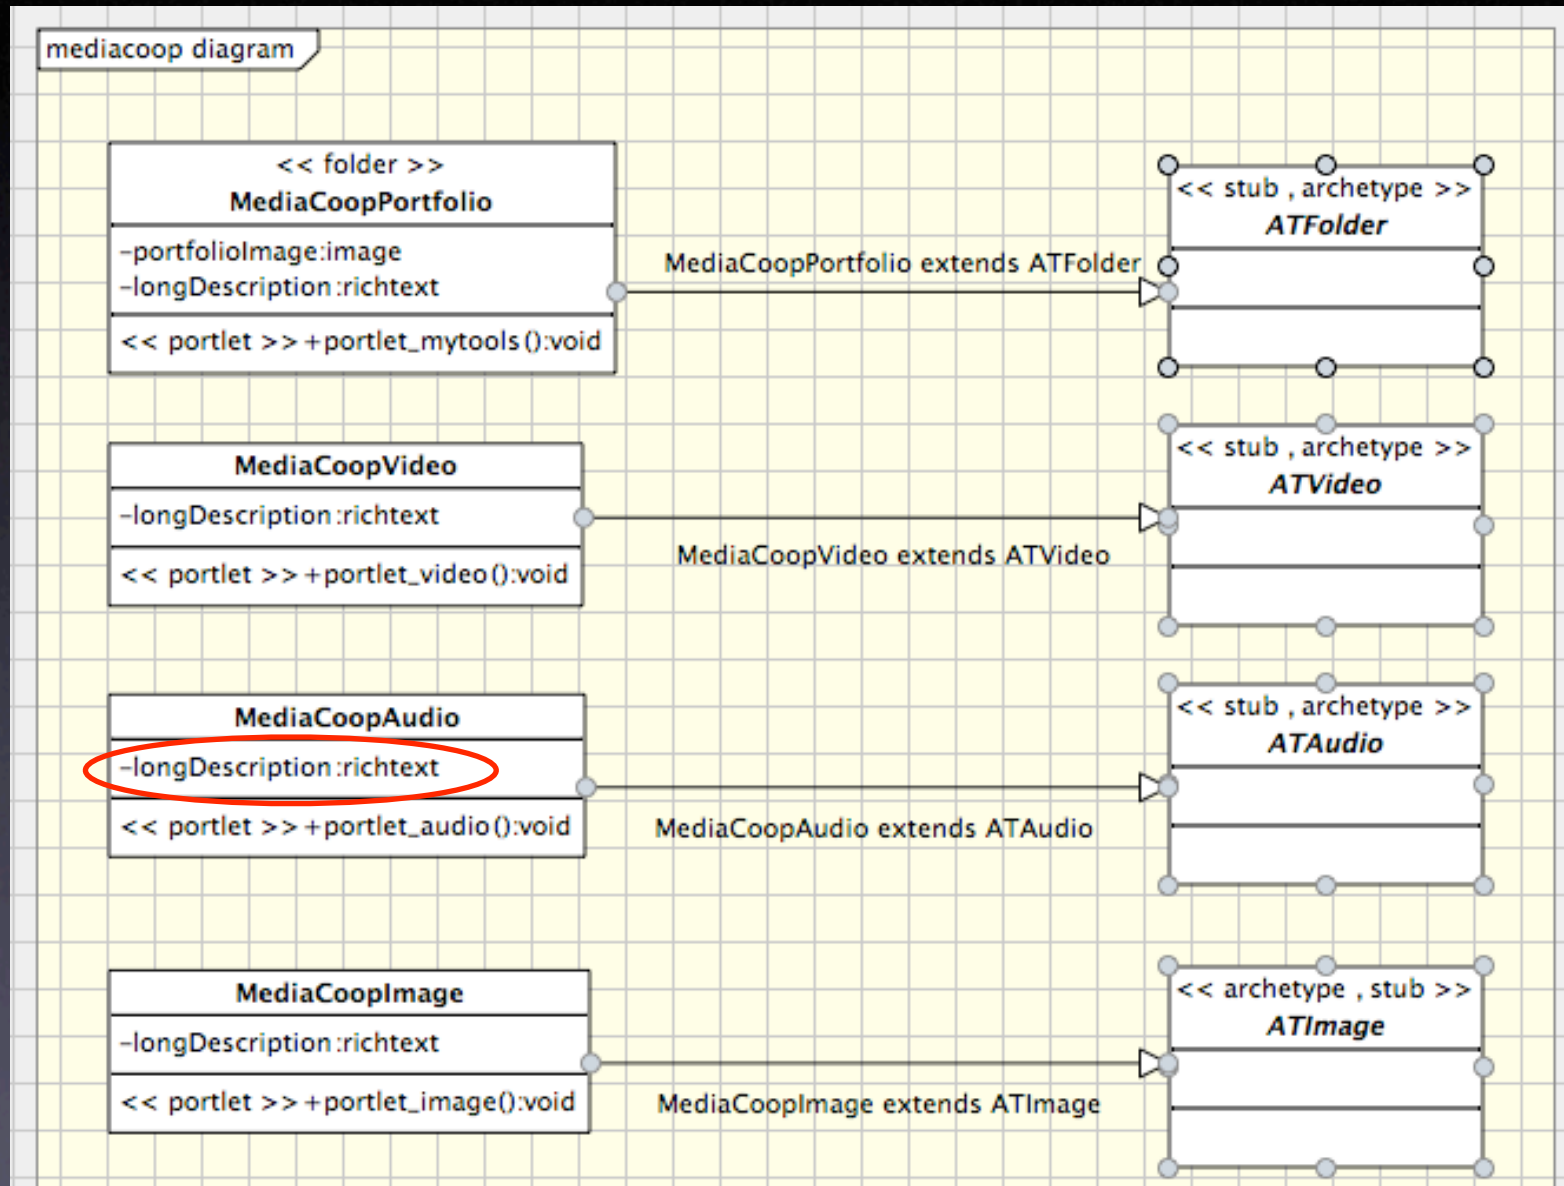 mediacoop diagram
<< folder >>
MediaCoopPortfolio
-portfolioImage:image
-longDescription:richtext
<< portlet >>+portlet_mytools():void
MediaCoopPortfolio extends ATFolder
<< stub , archetype >>
ATFolder
MediaCoopVideo
-longDescription:richtext
<< portlet >>+portlet_video():void
MediaCoopVideo extends ATVideo
<< stub , archetype >>
ATVideo
MediaCoopAudio
-longDescription:richtext
<< portlet >>+portlet_audio():void
MediaCoopAudio extends ATAudio
<< stub , archetype >>
ATAudio
MediaCoopImage
-longDescription:richtext
<< portlet >>+portlet_image():void
MediaCoopImage extends ATImage
<< archetype , stub >>
ATImage